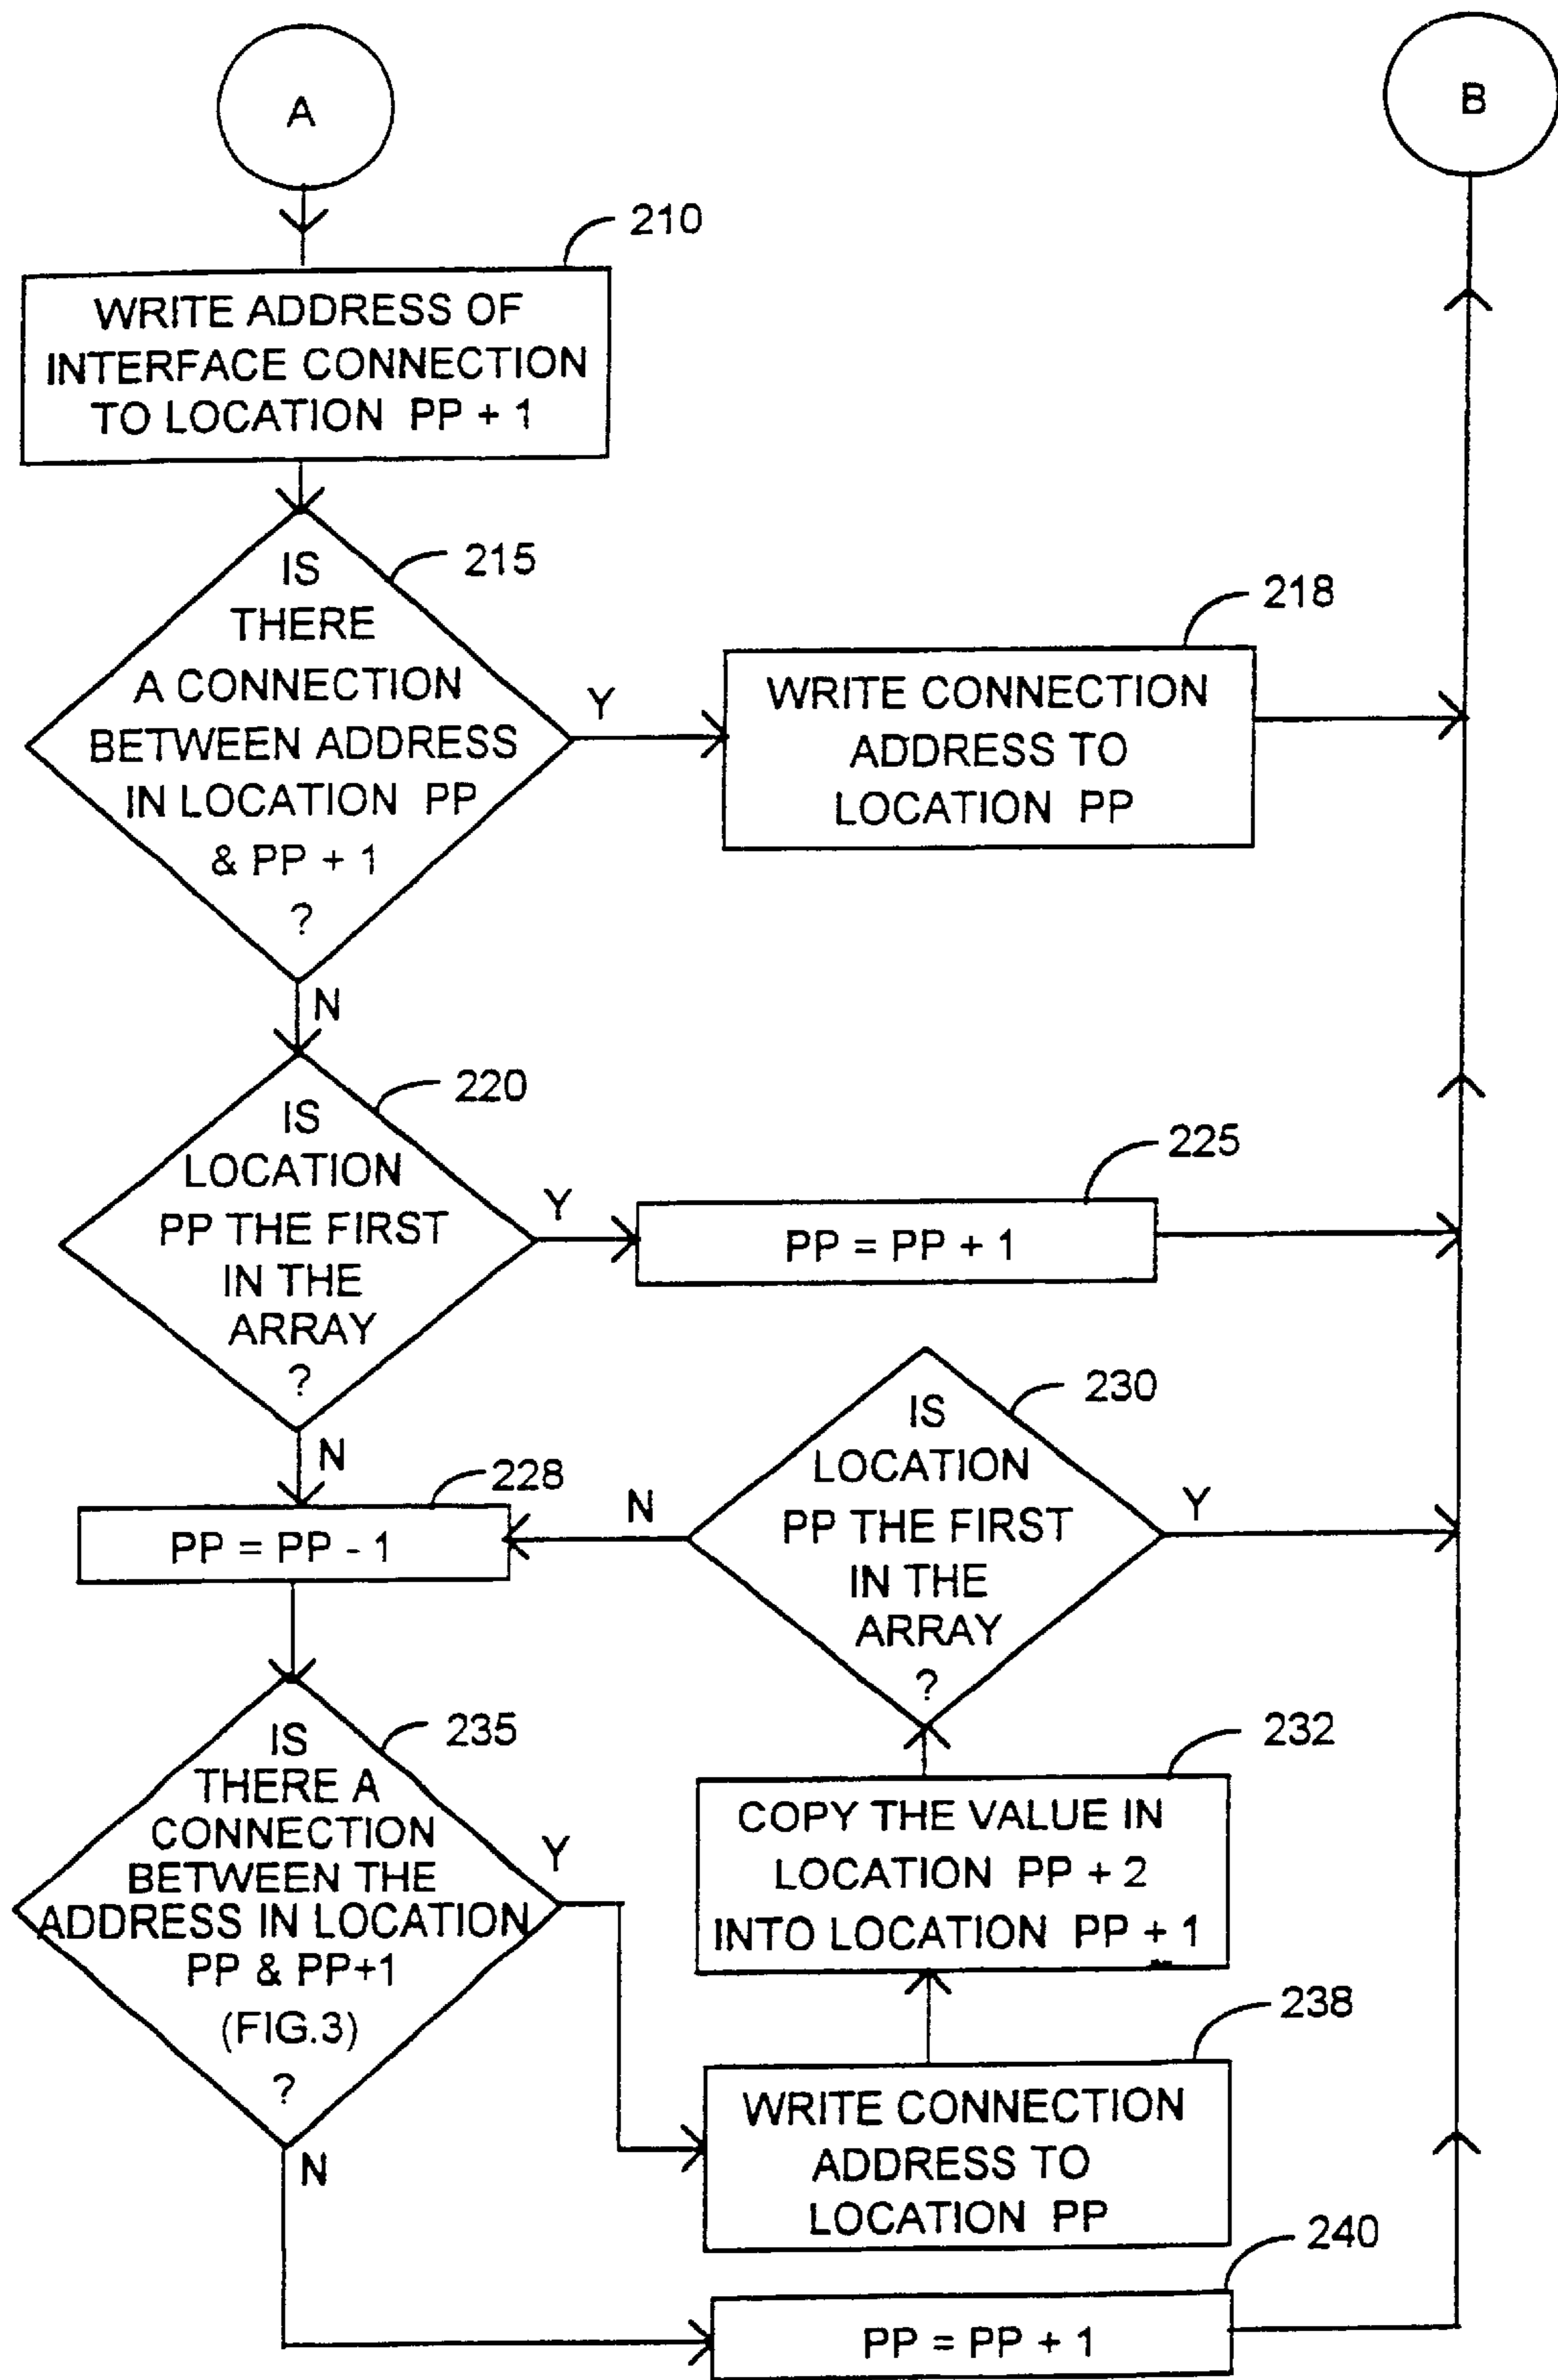 A
B
210
WRITE ADDRESS OF
INTERFACE CONNECTION
TO LOCATION PP + 1
215
IS
THERE
A CONNECTION
BETWEEN ADDRESS
IN LOCATION PP
& PP + 1
?
Y
N
218
WRITE CONNECTION
ADDRESS TO
LOCATION PP
220
IS
LOCATION
PP THE FIRST
IN THE
ARRAY
?
Y
N
225
PP = PP + 1
228
PP = PP - 1
230
IS
LOCATION
PP THE FIRST
IN THE
ARRAY
?
N
Y
235
IS
THERE A
CONNECTION
BETWEEN THE
ADDRESS IN LOCATION
PP & PP+1
(FIG.3)
?
Y
N
232
COPY THE VALUE IN
LOCATION PP + 2
INTO LOCATION PP + 1
238
WRITE CONNECTION
ADDRESS TO
LOCATION PP
240
PP = PP + 1